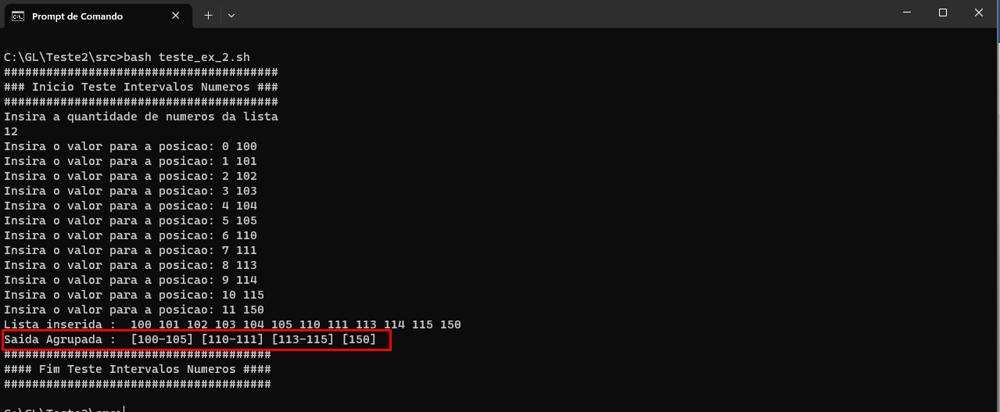 Prompt de Comando
C:\GL\Teste2\src>bash teste_ex_2.sh
#######################################
### Inicio Teste Intervalos Numeros ###
#######################################
Insira a quantidade de numeros da lista
12
Insira o valor para a posicao: 0 100
Insira o valor para a posicao: 1 101
Insira o valor para a posicao: 2 102
Insira o valor para a posicao: 3 103
Insira o valor para a posicao: 4 104
Insira o valor para a posicao: 5 105
Insira o valor para a posicao: 6 110
Insira o valor para a posicao: 7 111
Insira o valor para a posicao: 8 113
Insira o valor para a posicao: 9 114
Insira o valor para a posicao: 10 115
Insira o valor para a posicao: 11 150
Lista inserida :  100 101 102 103 104 105 110 111 113 114 115 150
Saida Agrupada :  [100-105] [110-111] [113-115] [150]
######################################
#### Fim Teste Intervalos Numeros ####
######################################
C:\GL\Teste2\src>